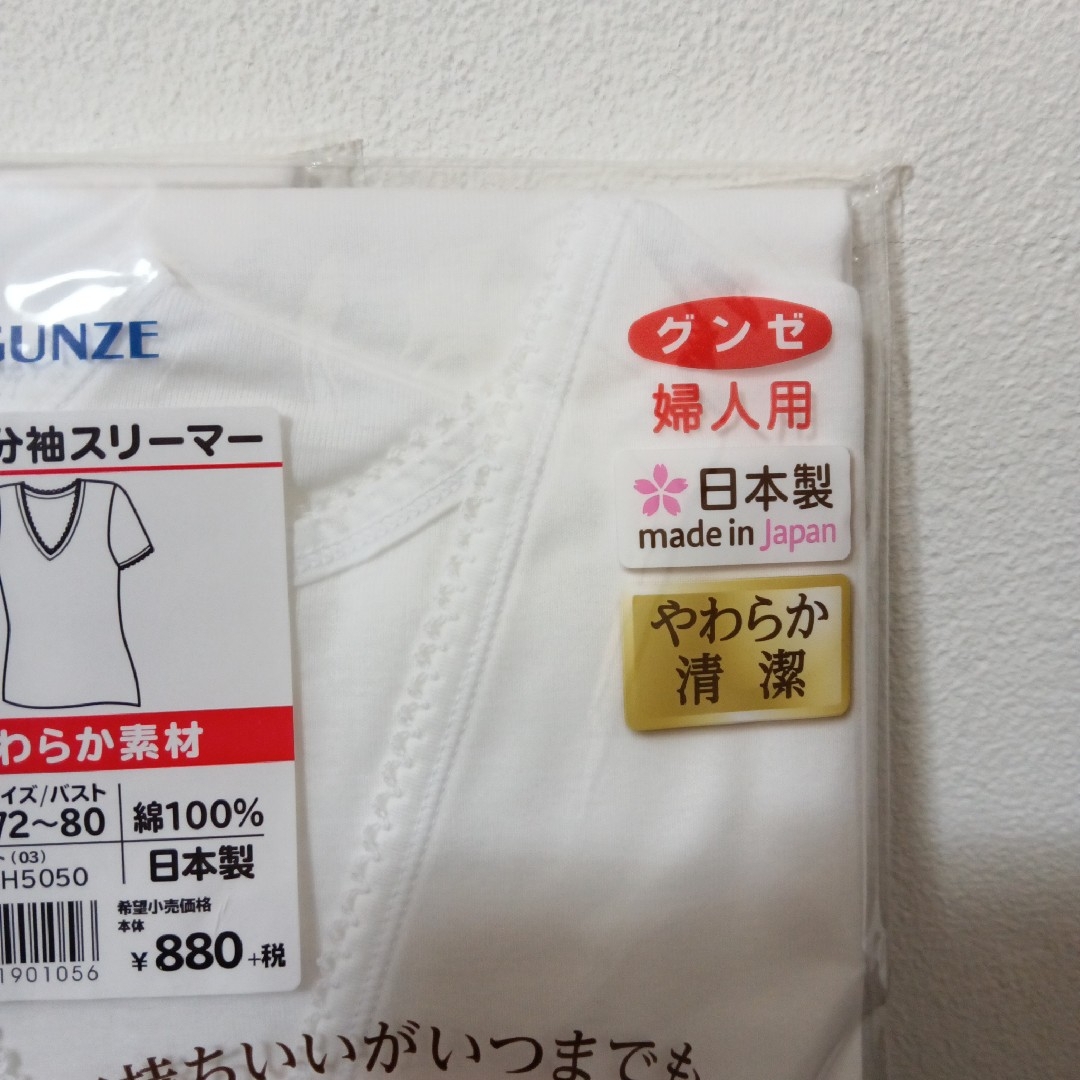 GUNZE
分袖スリーマー
わらか素材
イズ/バスト
72～80
綿100%
日本製
ト(03)
H5050
希望小売価格
本体
¥880+税
1901056
グンゼ
婦人用
日本製
made in Japan
やわらか
清潔
持ちいいがいつまでも